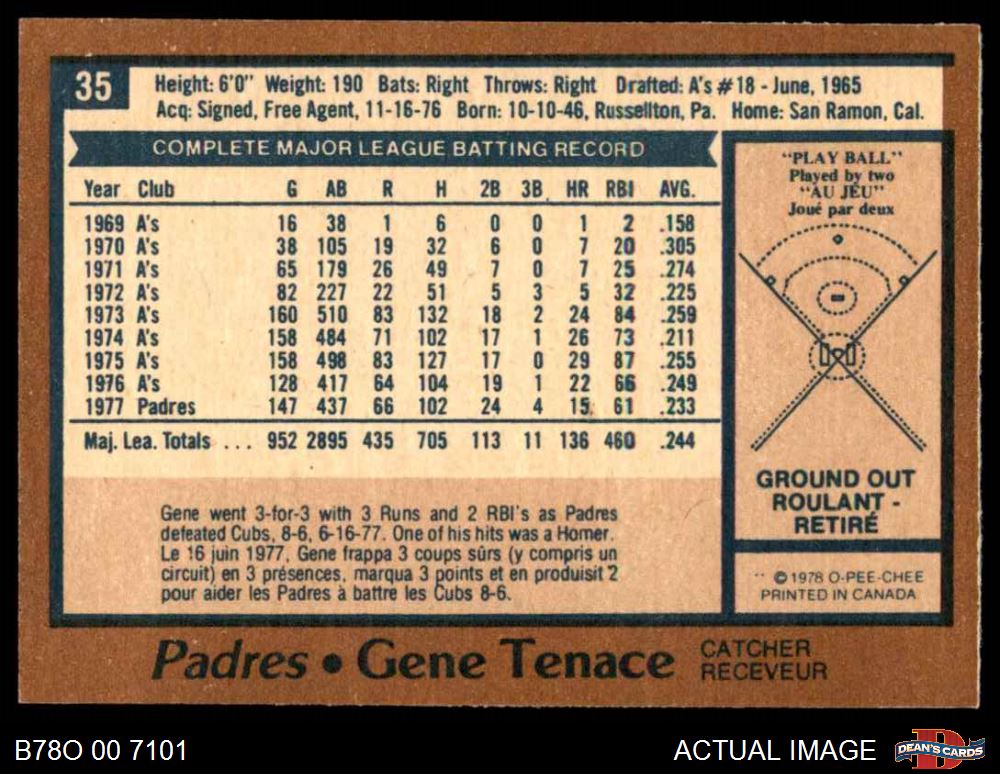 35
Height: 6'0" Weight: 190 Bats: Right Throws: Right Drafted: A's #18 - June, 1965
Acq: Signed, Free Agent, 11-16-76 Born: 10-10-46, Russellton, Pa. Home: San Ramon, Cal.
COMPLETE MAJOR LEAGUE BATTING RECORD
Year Club G AB R H 2B 3B HR RBI AVG.
1969 A's 16 38 1 6 0 0 1 2 .158
1970 A's 38 105 19 32 6 0 7 20 .305
1971 A's 65 179 26 49 7 0 7 25 .274
1972 A's 82 227 22 51 5 3 5 32 .225
1973 A's 160 510 83 132 18 2 24 84 .259
1974 A's 158 484 71 102 17 1 26 73 .211
1975 A's 158 498 83 127 17 0 29 87 .255
1976 A's 128 417 64 104 19 1 22 66 .249
1977 Padres 147 437 66 102 24 4 15 61 .233
Maj. Lea. Totals ... 952 2895 435 705 113 11 136 460 .244
Gene went 3-for-3 with 3 Runs and 2 RBI's as Padres
defeated Cubs, 8-6, 6-16-77. One of his hits was a Homer.
Le 16 juin 1977, Gene frappa 3 coups sûrs (y compris un
circuit) en 3 présences, marqua 3 points et en produisit 2
pour aider les Padres à battre les Cubs 8-6.
"PLAY BALL"
Played by two
"AU JEU"
Joué par deux
GROUND OUT
ROULANT -
RETIRÉ
© 1978 O-PEE-CHEE
PRINTED IN CANADA
Padres • Gene Tenace
CATCHER
RECEVEUR
B78O 00 7101
ACTUAL IMAGE
DEAN'S CARDS